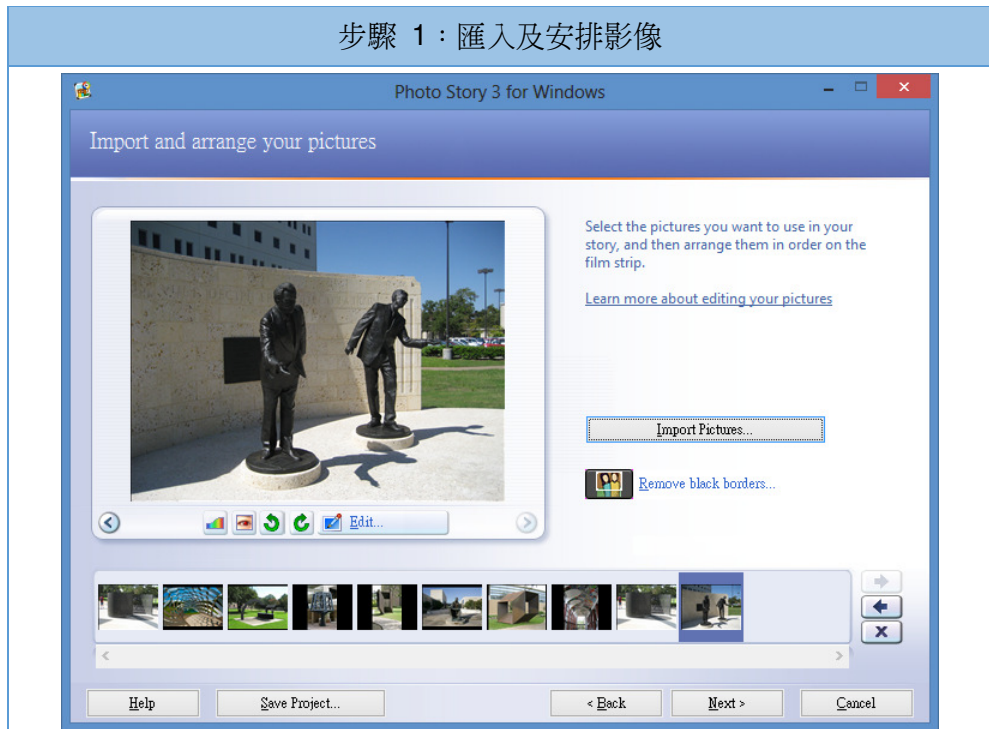 步驟 1：匯入及安排影像
Photo Story 3 for Windows
Import and arrange your pictures
Select the pictures you want to use in your
story, and then arrange them in order on the
film strip.
Learn more about editing your pictures
Import Pictures...
Remove black borders...
Edit...
Help
Save Project...
< Back
Next >
Cancel